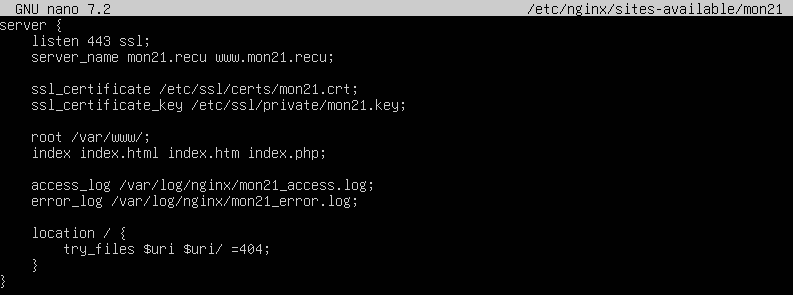 GNU nano 7.2 /etc/nginx/sites-available/mon21
server {
    listen 443 ssl;
    server_name mon21.recu www.mon21.recu;
    ssl_certificate /etc/ssl/certs/mon21.crt;
    ssl_certificate_key /etc/ssl/private/mon21.key;
    root /var/www/;
    index index.html index.htm index.php;
    access_log /var/log/nginx/mon21_access.log;
    error_log /var/log/nginx/mon21_error.log;
    location / {
        try_files $uri $uri/ =404;
    }
}